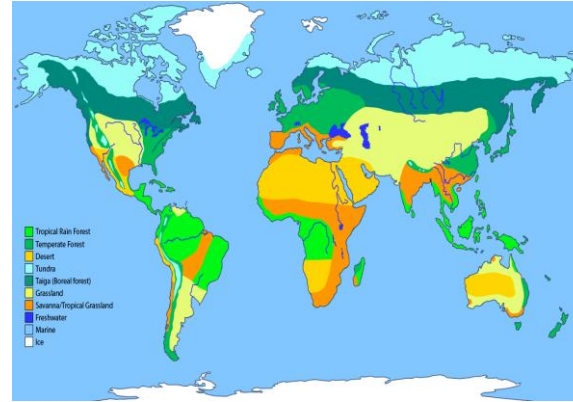 Tropical Rain Forest
Temperate Forest
Desert
Tundra
Taiga (Boreal forest)
Grassland
Savanna/Tropical Grassland
Freshwater
Marine
Ice